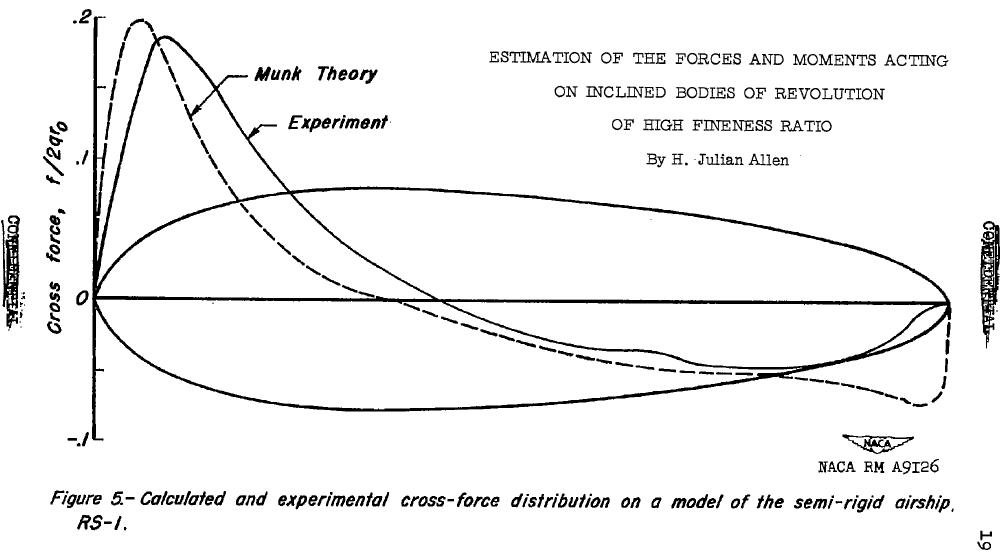 .2
Munk Theory
Experiment
ESTIMATION OF THE FORCES AND MOMENTS ACTING
ON INCLINED BODIES OF REVOLUTION
OF HIGH FINENESS RATIO
By H. Julian Allen
.1
Cross force, f/2qr₀
0
-.1
NACA
NACA RM A9I26
Figure 5.- Calculated and experimental cross-force distribution on a model of the semi-rigid airship,
RS-1.
19